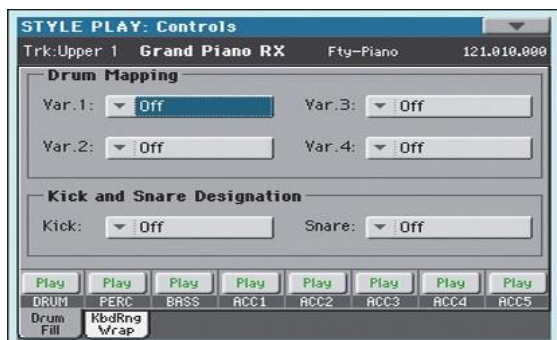 STYLE PLAY: Controls
Trk:Upper 1 Grand Piano RX Fty-Piano 121.010.000
Drum Mapping
Var.1: Off Var.3: Off
Var.2: Off Var.4: Off
Kick and Snare Designation
Kick: Off Snare: Off
Play Play Play Play Play Play Play Play
DRUM PERC BASS ACC1 ACC2 ACC3 ACC4 ACC5
Drum Fill KbdRng Wrap